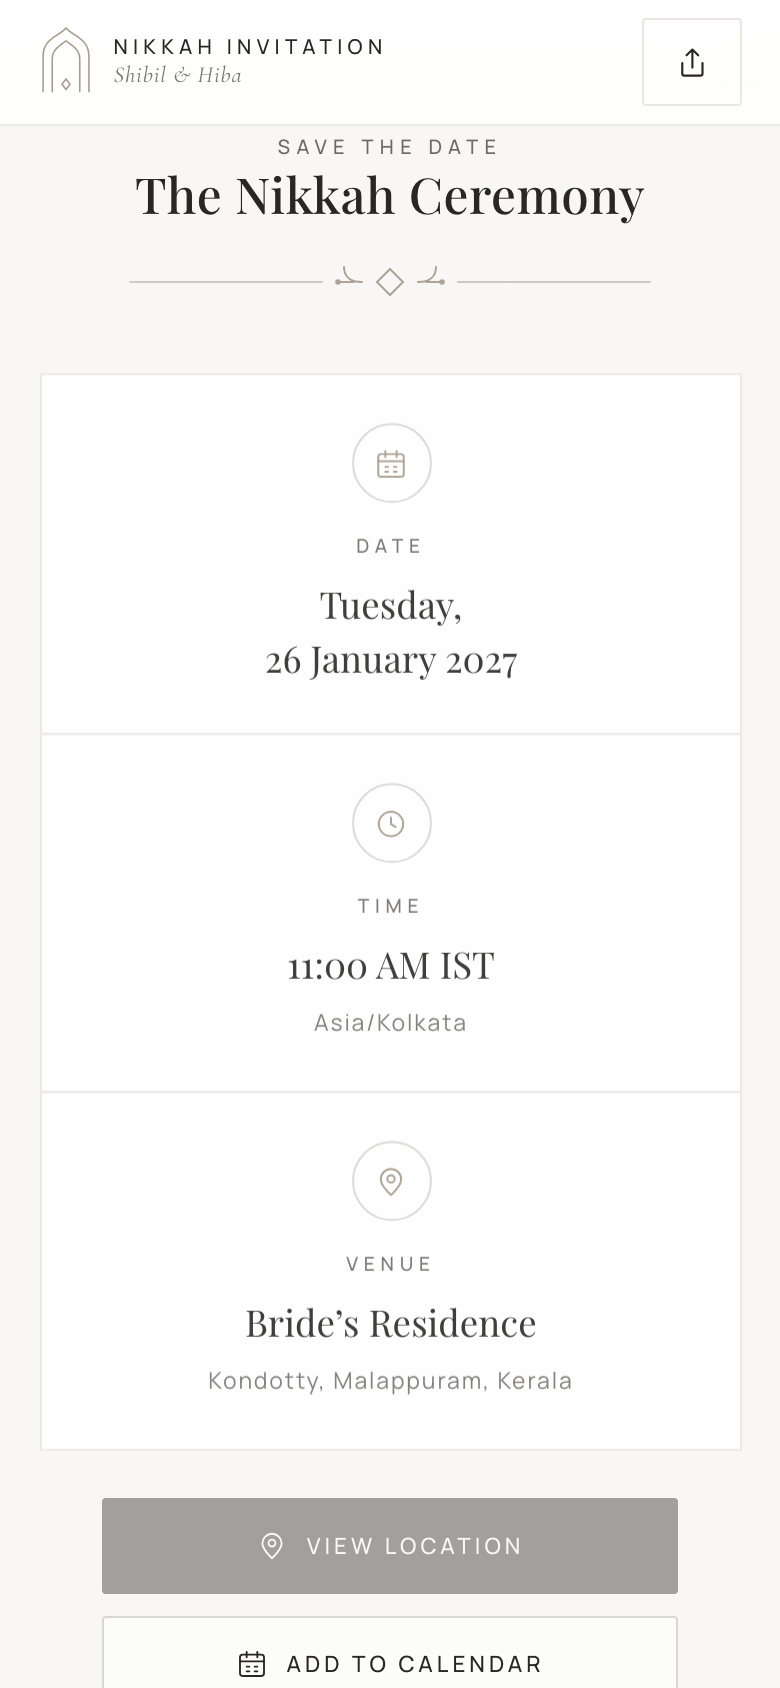 NIKKAH INVITATION
Shibil & Hiba
SAVE THE DATE
The Nikkah Ceremony
DATE
Tuesday,
26 January 2027
TIME
11:00 AM IST
Asia/Kolkata
VENUE
Bride’s Residence
Kondotty, Malappuram, Kerala
VIEW LOCATION
ADD TO CALENDAR